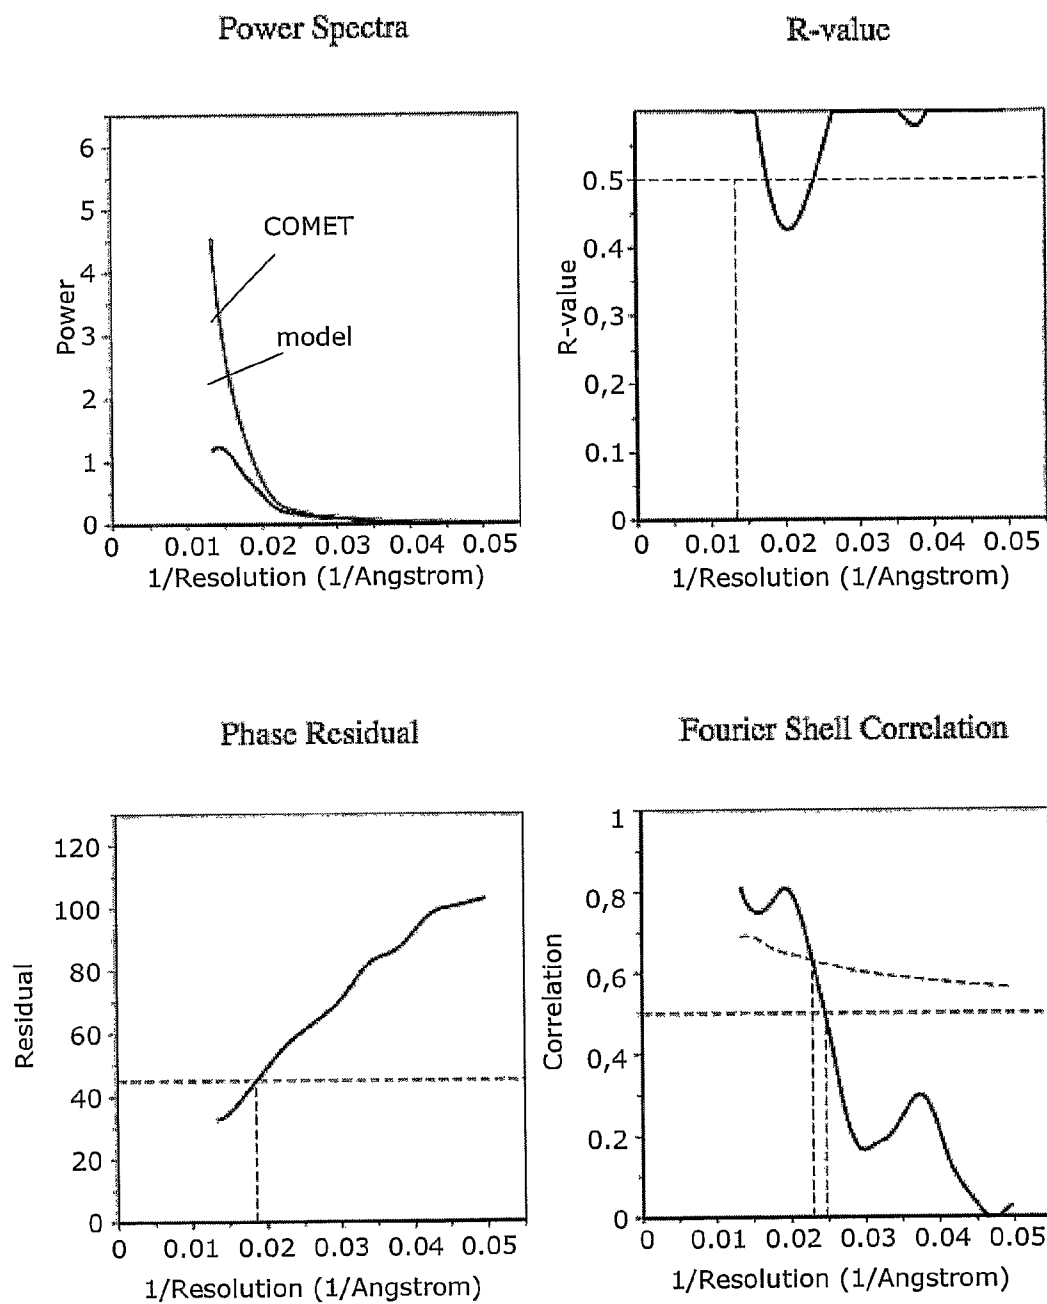 Power Spectra
6
5
4
3
2
1
0
Power
COMET
model
0 0.01 0.02 0.03 0.04 0.05
1/Resolution (1/Angstrom)
R-value
0.5
0.4
0,3
0,2
0.1
0
R-value
0 0.01 0.02 0.03 0.04 0.05
1/Resolution (1/Angstrom)
Phase Residual
120
100
80
60
40
20
0
Residual
0 0.01 0.02 0.03 0.04 0.05
1/Resolution (1/Angstrom)
Fourier Shell Correlation
1
0,8
0,6
0,4
0.2
0
Correlation
0 0.01 0.02 0.03 0.04 0.05
1/Resolution (1/Angstrom)